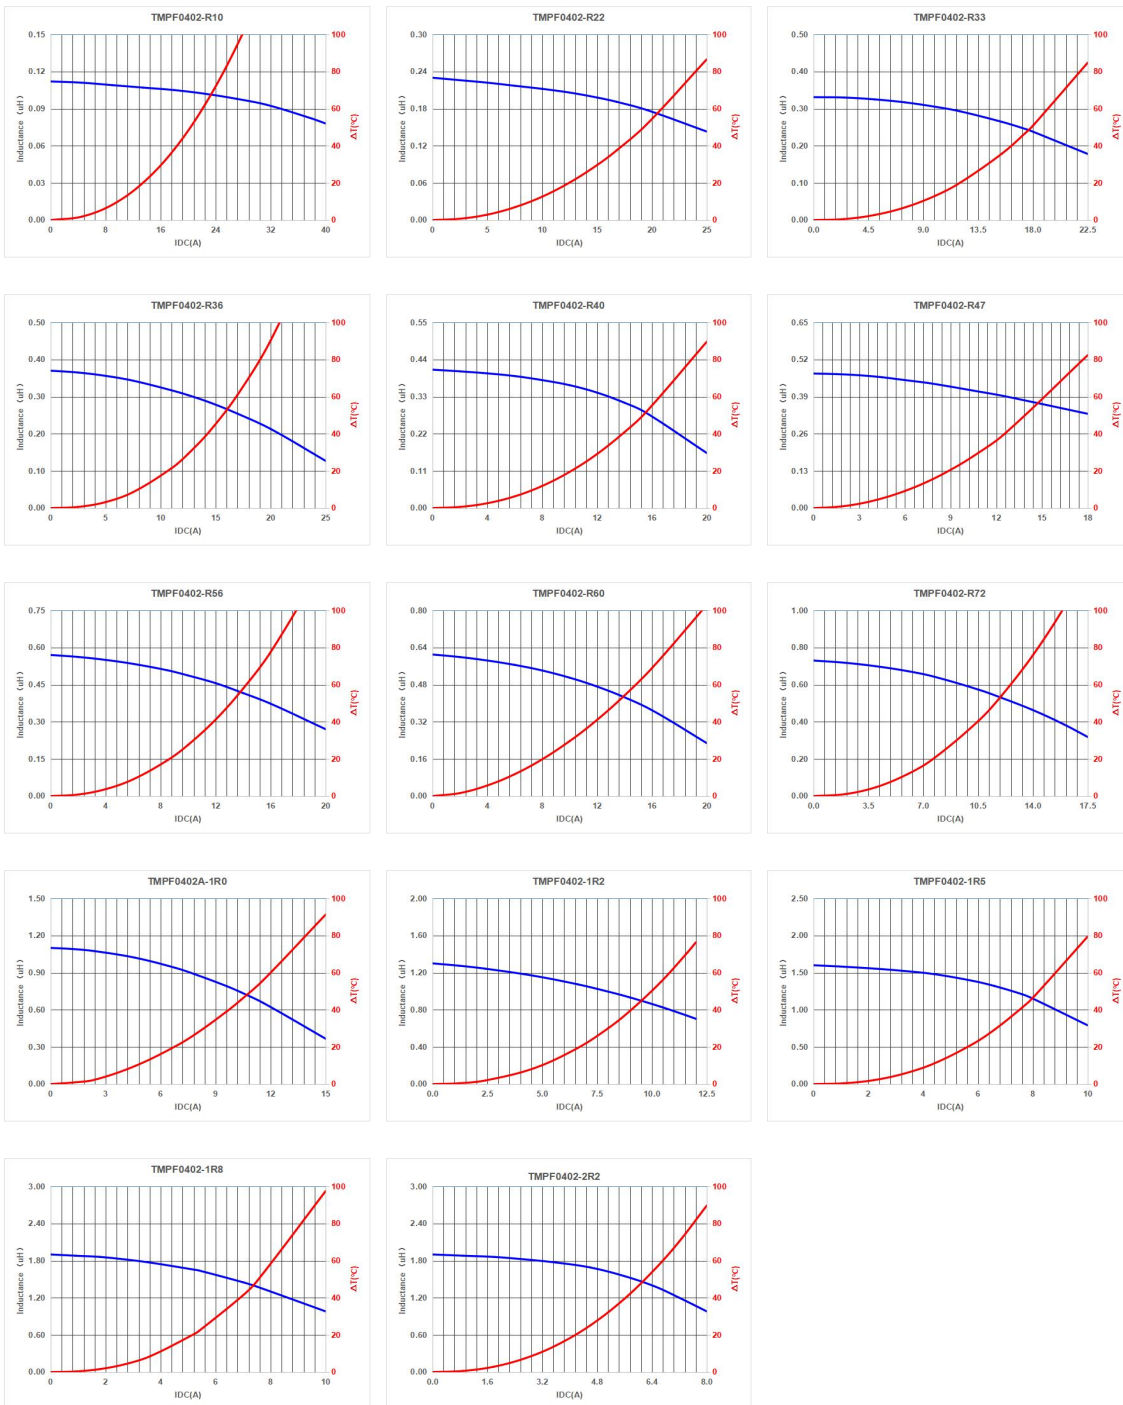 TMPF0402-R10
0.15
0.12
0.09
0.06
0.03
0.00
100
80
60
40
20
0
0 8 16 24 32 40
Inductance (uH)
ΔT(℃)
IDC(A)
TMPF0402-R22
0.30
0.24
0.18
0.12
0.06
0.00
100
80
60
40
20
0
0 5 10 15 20 25
Inductance (uH)
ΔT(℃)
IDC(A)
TMPF0402-R33
0.50
0.40
0.30
0.20
0.10
0.00
100
80
60
40
20
0
0.0 4.5 9.0 13.5 18.0 22.5
Inductance (uH)
ΔT(℃)
IDC(A)
TMPF0402-R36
0.50
0.40
0.30
0.20
0.10
0.00
100
80
60
40
20
0
0 5 10 15 20 25
Inductance (uH)
ΔT(℃)
IDC(A)
TMPF0402-R40
0.55
0.44
0.33
0.22
0.11
0.00
100
80
60
40
20
0
0 4 8 12 16 20
Inductance (uH)
ΔT(℃)
IDC(A)
TMPF0402-R47
0.65
0.52
0.39
0.26
0.13
0.00
100
80
60
40
20
0
0 3 6 9 12 15 18
Inductance (uH)
ΔT(℃)
IDC(A)
TMPF0402-R56
0.75
0.60
0.45
0.30
0.15
0.00
100
80
60
40
20
0
0 4 8 12 16 20
Inductance (uH)
ΔT(℃)
IDC(A)
TMPF0402-R60
0.80
0.64
0.48
0.32
0.16
0.00
100
80
60
40
20
0
0 4 8 12 16 20
Inductance (uH)
ΔT(℃)
IDC(A)
TMPF0402-R72
1.00
0.80
0.60
0.40
0.20
0.00
100
80
60
40
20
0
0.0 3.5 7.0 10.5 14.0 17.5
Inductance (uH)
ΔT(℃)
IDC(A)
TMPF0402A-1R0
1.50
1.20
0.90
0.60
0.30
0.00
100
80
60
40
20
0
0 3 6 9 12 15
Inductance (uH)
ΔT(℃)
IDC(A)
TMPF0402-1R2
2.00
1.60
1.20
0.80
0.40
0.00
100
80
60
40
20
0
0.0 2.5 5.0 7.5 10.0 12.5
Inductance (uH)
ΔT(℃)
IDC(A)
TMPF0402-1R5
2.50
2.00
1.50
1.00
0.50
0.00
100
80
60
40
20
0
0 2 4 6 8 10
Inductance (uH)
ΔT(℃)
IDC(A)
TMPF0402-1R8
3.00
2.40
1.80
1.20
0.60
0.00
100
80
60
40
20
0
0 2 4 6 8 10
Inductance (uH)
ΔT(℃)
IDC(A)
TMPF0402-2R2
3.00
2.40
1.80
1.20
0.60
0.00
100
80
60
40
20
0
0.0 1.6 3.2 4.8 6.4 8.0
Inductance (uH)
ΔT(℃)
IDC(A)